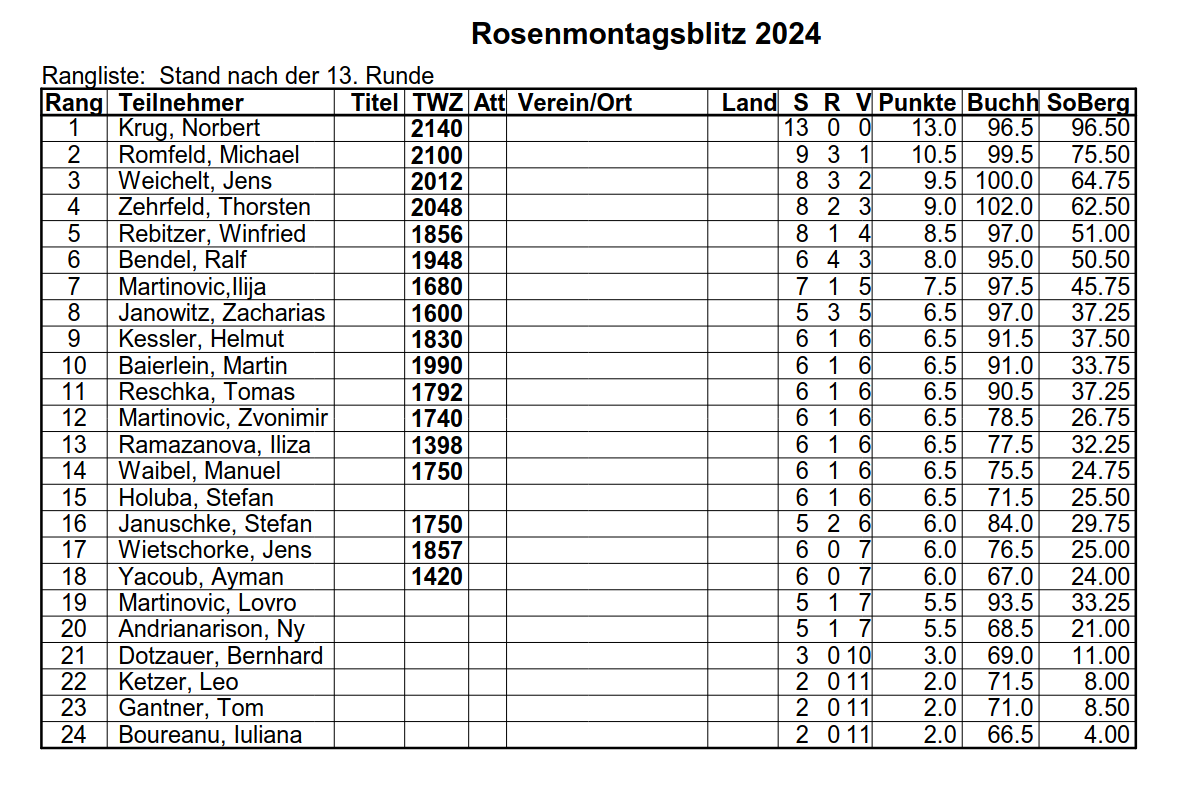 Rosenmontagsblitz 2024
Rangliste: Stand nach der 13. Runde
Rang Teilnehmer Titel TWZ Att Verein/Ort Land S R V Punkte Buchh SoBerg
1 Krug, Norbert 2140 13 0 0 13.0 96.5 96.50
2 Romfeld, Michael 2100 9 3 1 10.5 99.5 75.50
3 Weichelt, Jens 2012 8 3 2 9.5 100.0 64.75
4 Zehrfeld, Thorsten 2048 8 2 3 9.0 102.0 62.50
5 Rebitzer, Winfried 1856 8 1 4 8.5 97.0 51.00
6 Bendel, Ralf 1948 6 4 3 8.0 95.0 50.50
7 Martinovic,Ilija 1680 7 1 5 7.5 97.5 45.75
8 Janowitz, Zacharias 1600 5 3 5 6.5 97.0 37.25
9 Kessler, Helmut 1830 6 1 6 6.5 91.5 37.50
10 Baierlein, Martin 1990 6 1 6 6.5 91.0 33.75
11 Reschka, Tomas 1792 6 1 6 6.5 90.5 37.25
12 Martinovic, Zvonimir 1740 6 1 6 6.5 78.5 26.75
13 Ramazanova, Iliza 1398 6 1 6 6.5 77.5 32.25
14 Waibel, Manuel 1750 6 1 6 6.5 75.5 24.75
15 Holuba, Stefan 6 1 6 6.5 71.5 25.50
16 Januschke, Stefan 1750 5 2 6 6.0 84.0 29.75
17 Wietschorke, Jens 1857 6 0 7 6.0 76.5 25.00
18 Yacoub, Ayman 1420 6 0 7 6.0 67.0 24.00
19 Martinovic, Lovro 5 1 7 5.5 93.5 33.25
20 Andrianarison, Ny 5 1 7 5.5 68.5 21.00
21 Dotzauer, Bernhard 3 0 10 3.0 69.0 11.00
22 Ketzer, Leo 2 0 11 2.0 71.5 8.00
23 Gantner, Tom 2 0 11 2.0 71.0 8.50
24 Boureanu, Iuliana 2 0 11 2.0 66.5 4.00